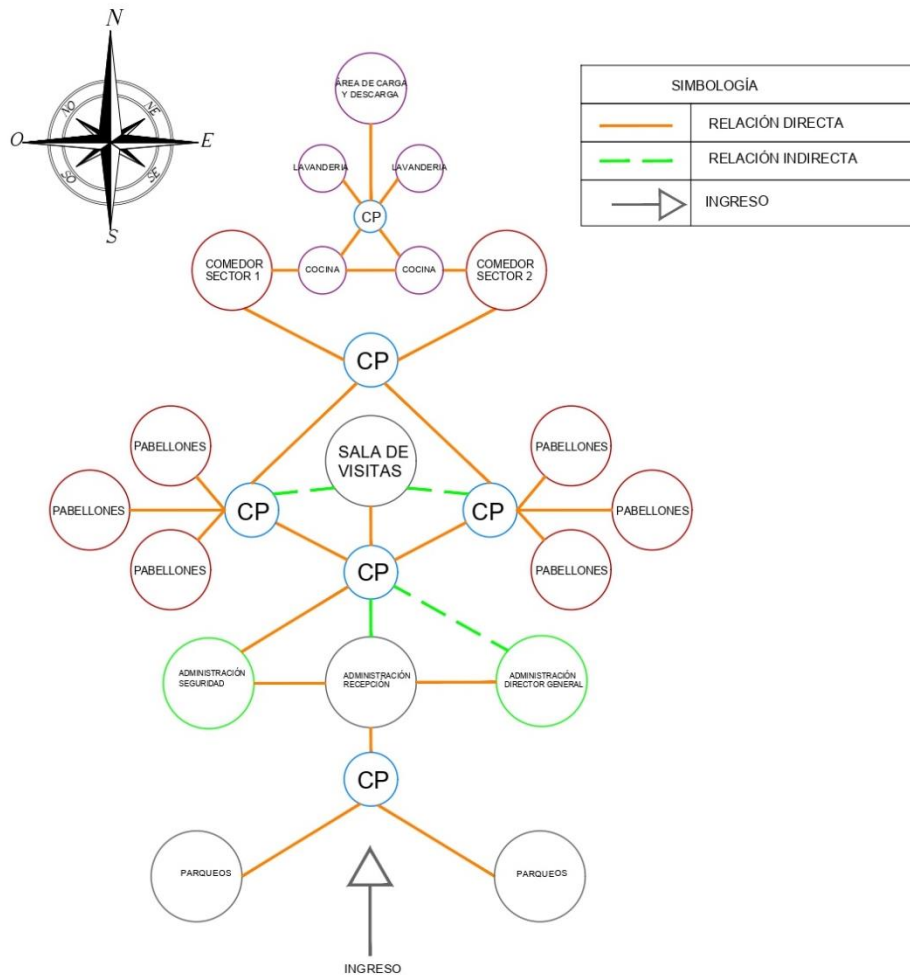 N
NO
NE
O
E
SO
SE
S
SIMBOLOGÍA
RELACIÓN DIRECTA
RELACIÓN INDIRECTA
INGRESO
ÁREA DE CARGA
Y DESCARGA
LAVANDERIA
LAVANDERIA
CP
COMEDOR
SECTOR 1
COCINA
COCINA
COMEDOR
SECTOR 2
CP
PABELLONES
SALA DE
VISITAS
PABELLONES
PABELLONES
CP
CP
PABELLONES
PABELLONES
CP
PABELLONES
ADMINISTRACIÓN
SEGURIDAD
ADMINISTRACIÓN
RECEPCIÓN
ADMINISTRACIÓN
DIRECTOR GENERAL
CP
PARQUEOS
PARQUEOS
INGRESO